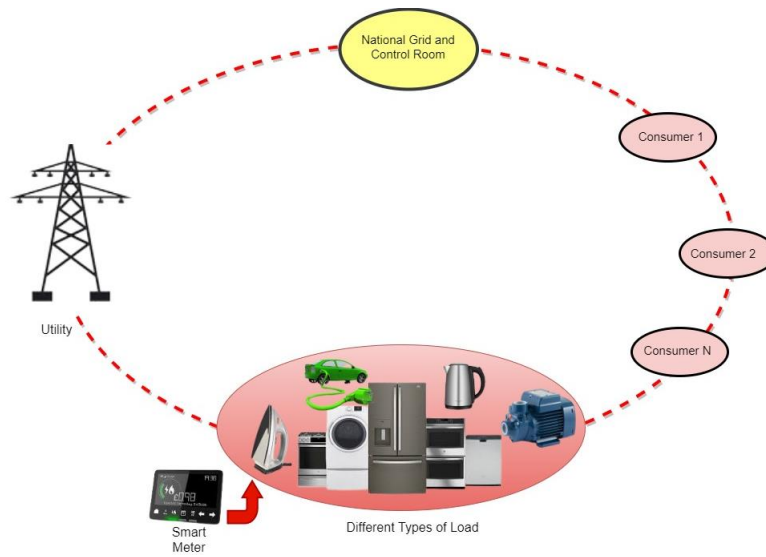 National Grid and
Control Room
Consumer 1
Consumer 2
Consumer N
Utility
Different Types of Load
Smart
Meter